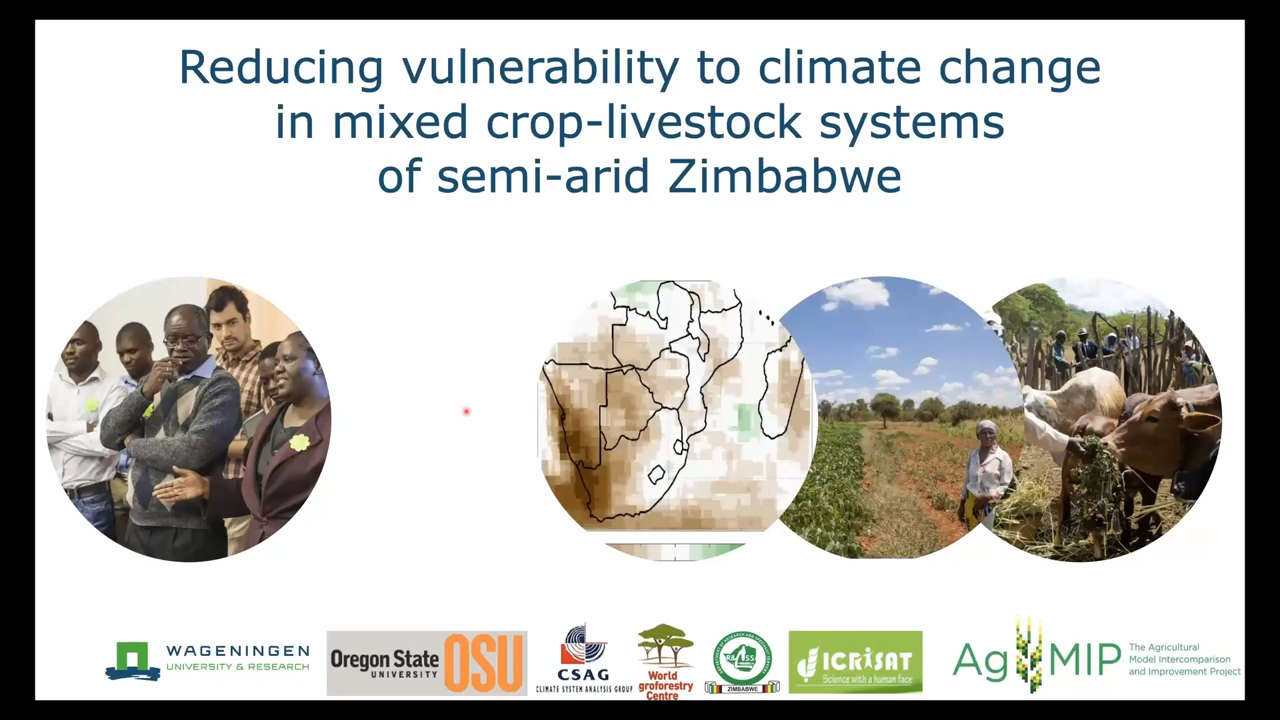 Reducing vulnerability to climate change
in mixed crop-livestock systems
of semi-arid Zimbabwe
WAGENINGEN
UNIVERSITY & RESEARCH
Oregon State
UNIVERSITY
OSU
CSAG
CLIMATE SYSTEM ANALYSIS GROUP
World
groforestry
Centre
ZIMBABWE
ICRISAT
Science with a human face
AgMIP
The Agricultural
Model Intercomparison
and Improvement Project